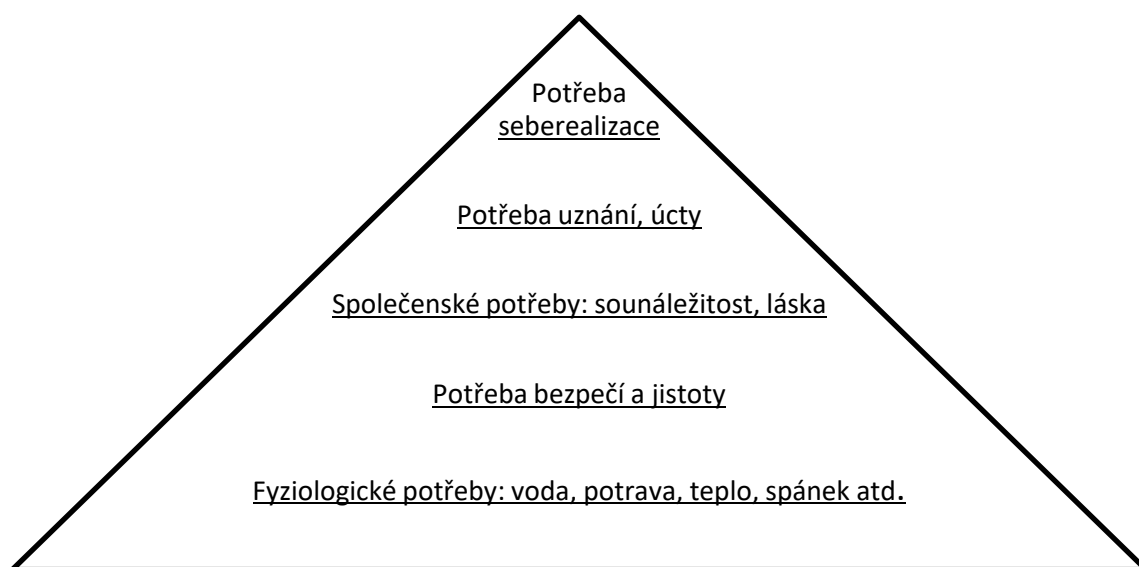 Potřeba
seberealizace
Potřeba uznání, úcty
Společenské potřeby: sounáležitost, láska
Potřeba bezpečí a jistoty
Fyziologické potřeby: voda, potrava, teplo, spánek atd.